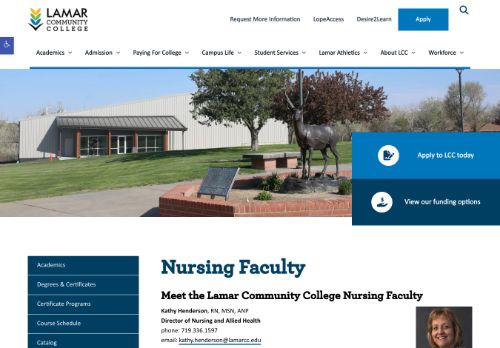 LAMAR
COMMUNITY
COLLEGE
Request More Information
LopeAccess
Desire2Learn
Apply
Academics
Admission
Paying For College
Campus Life
Student Services
Lamar Athletics
About LCC
Workforce
Apply to LCC today
View our funding options
Academics
Degrees & Certificates
Certificate Programs
Course Schedule
Catalog
Nursing Faculty
Meet the Lamar Community College Nursing Faculty
Kathy Henderson, RN, MSN, ANP
Director of Nursing and Allied Health
phone: 719.336.1597
email: kathy.henderson@lamarcc.edu